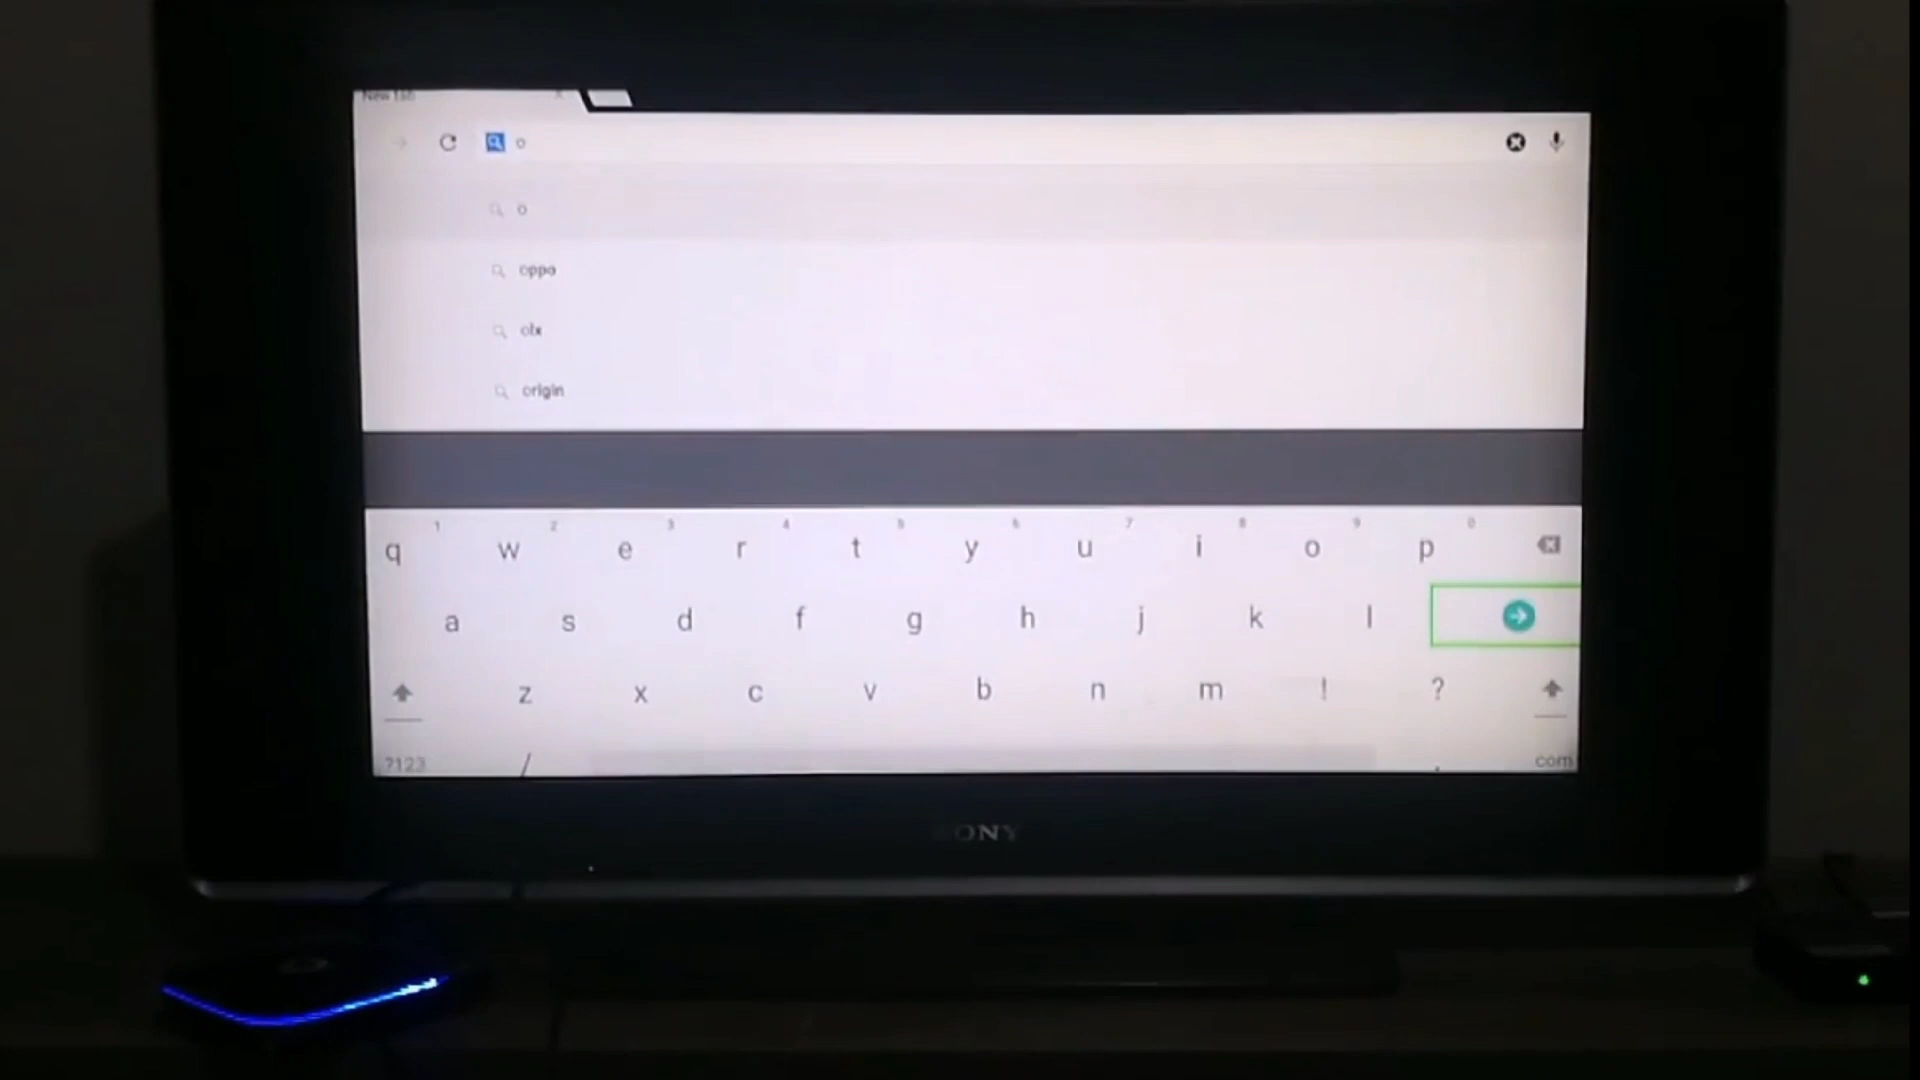 New Tab
o
o
oppo
olx
origin
1 2 3 4 5 6 7 8 9 0
q w e r t y u i o p
a s d f g h j k l
z x c v b n m ! ?
?123 / . com
SONY